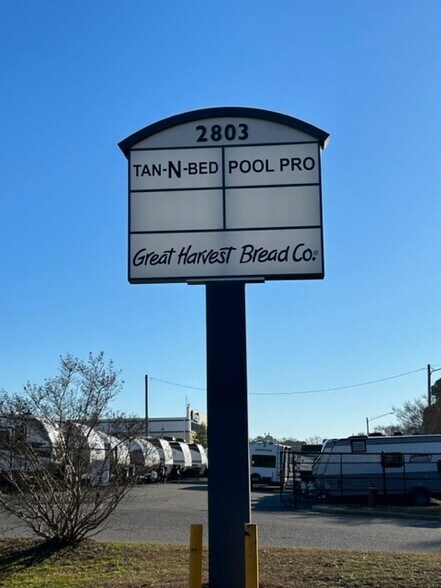 2803
TAN-N-BED POOL PRO
Great Harvest Bread Co.®